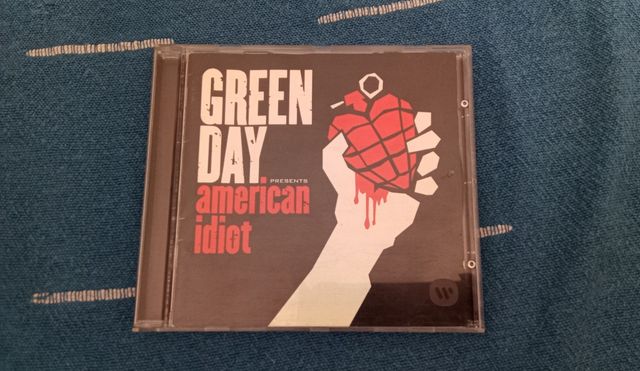 GREEN
DAY
PRESENTS
american
idiot